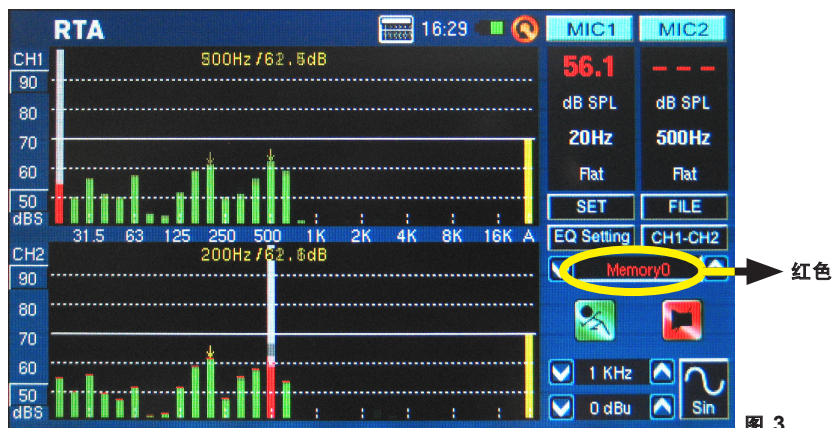 RTA 16:29 MIC1 MIC2
CH1 90 80 70 60 50 dBS
500Hz/62.5dB
31.5 63 125 250 500 1K 2K 4K 8K 16K A
CH2 90 80 70 60 50 dBS
200Hz/62.6dB
56.1 - - -
dB SPL dB SPL
20Hz 500Hz
Flat Flat
SET FILE
EQ Setting CH1-CH2
Memory0
红色
1 KHz
0 dBu Sin
图 3